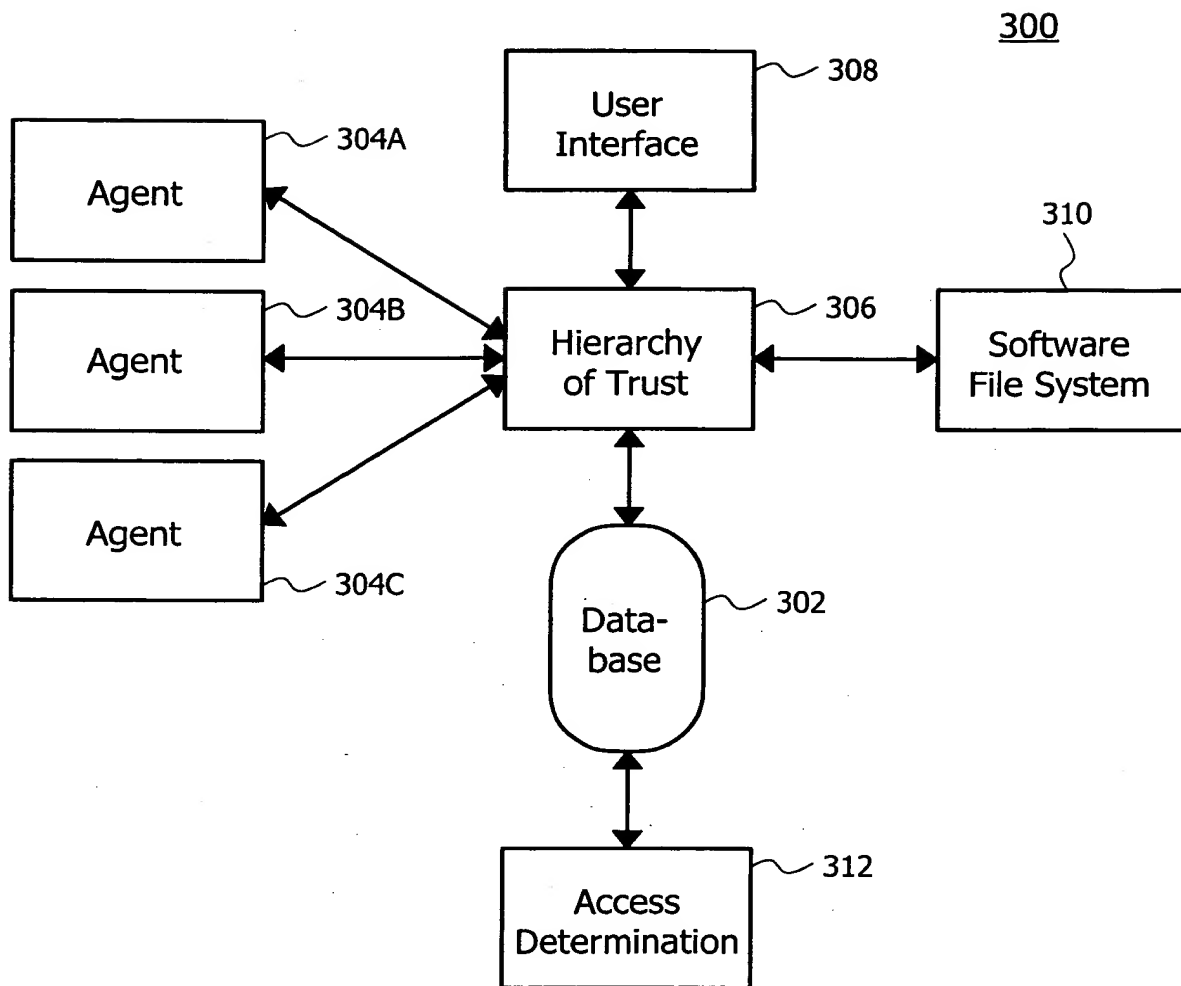 300
308
User
Interface
304A
Agent
310
304B
Agent
306
Hierarchy
of Trust
Software
File System
Agent
304C
302
Data-
base
312
Access
Determination